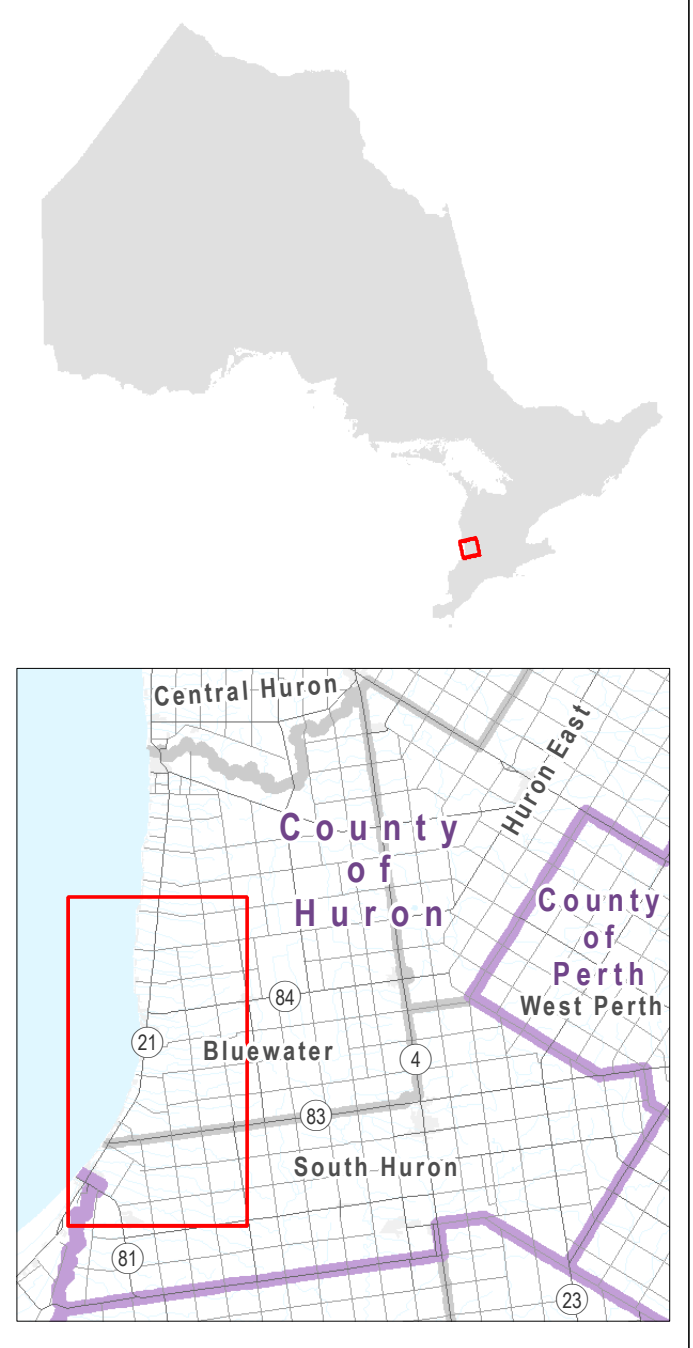 Central Huron
Huron East
County
of
Huron
County
of
Perth
West Perth
84
21
Bluewater
4
83
South Huron
81
23